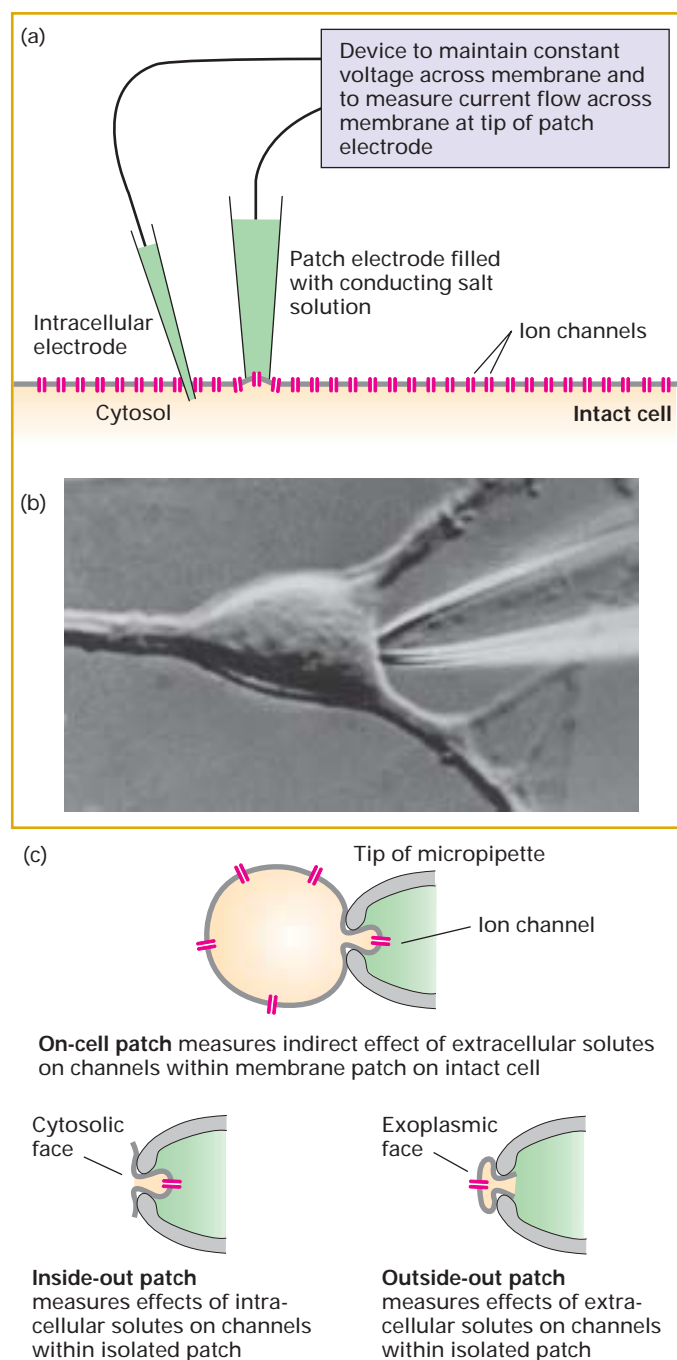 (a)
Device to maintain constant
voltage across membrane and
to measure current flow across
membrane at tip of patch
electrode
Patch electrode filled
with conducting salt
solution
Intracellular
electrode
Ion channels
Cytosol
Intact cell
(b)
(c)
Tip of micropipette
Ion channel
On-cell patch measures indirect effect of extracellular solutes
on channels within membrane patch on intact cell
Cytosolic
face
Inside-out patch
measures effects of intra-
cellular solutes on channels
within isolated patch
Exoplasmic
face
Outside-out patch
measures effects of extra-
cellular solutes on channels
within isolated patch